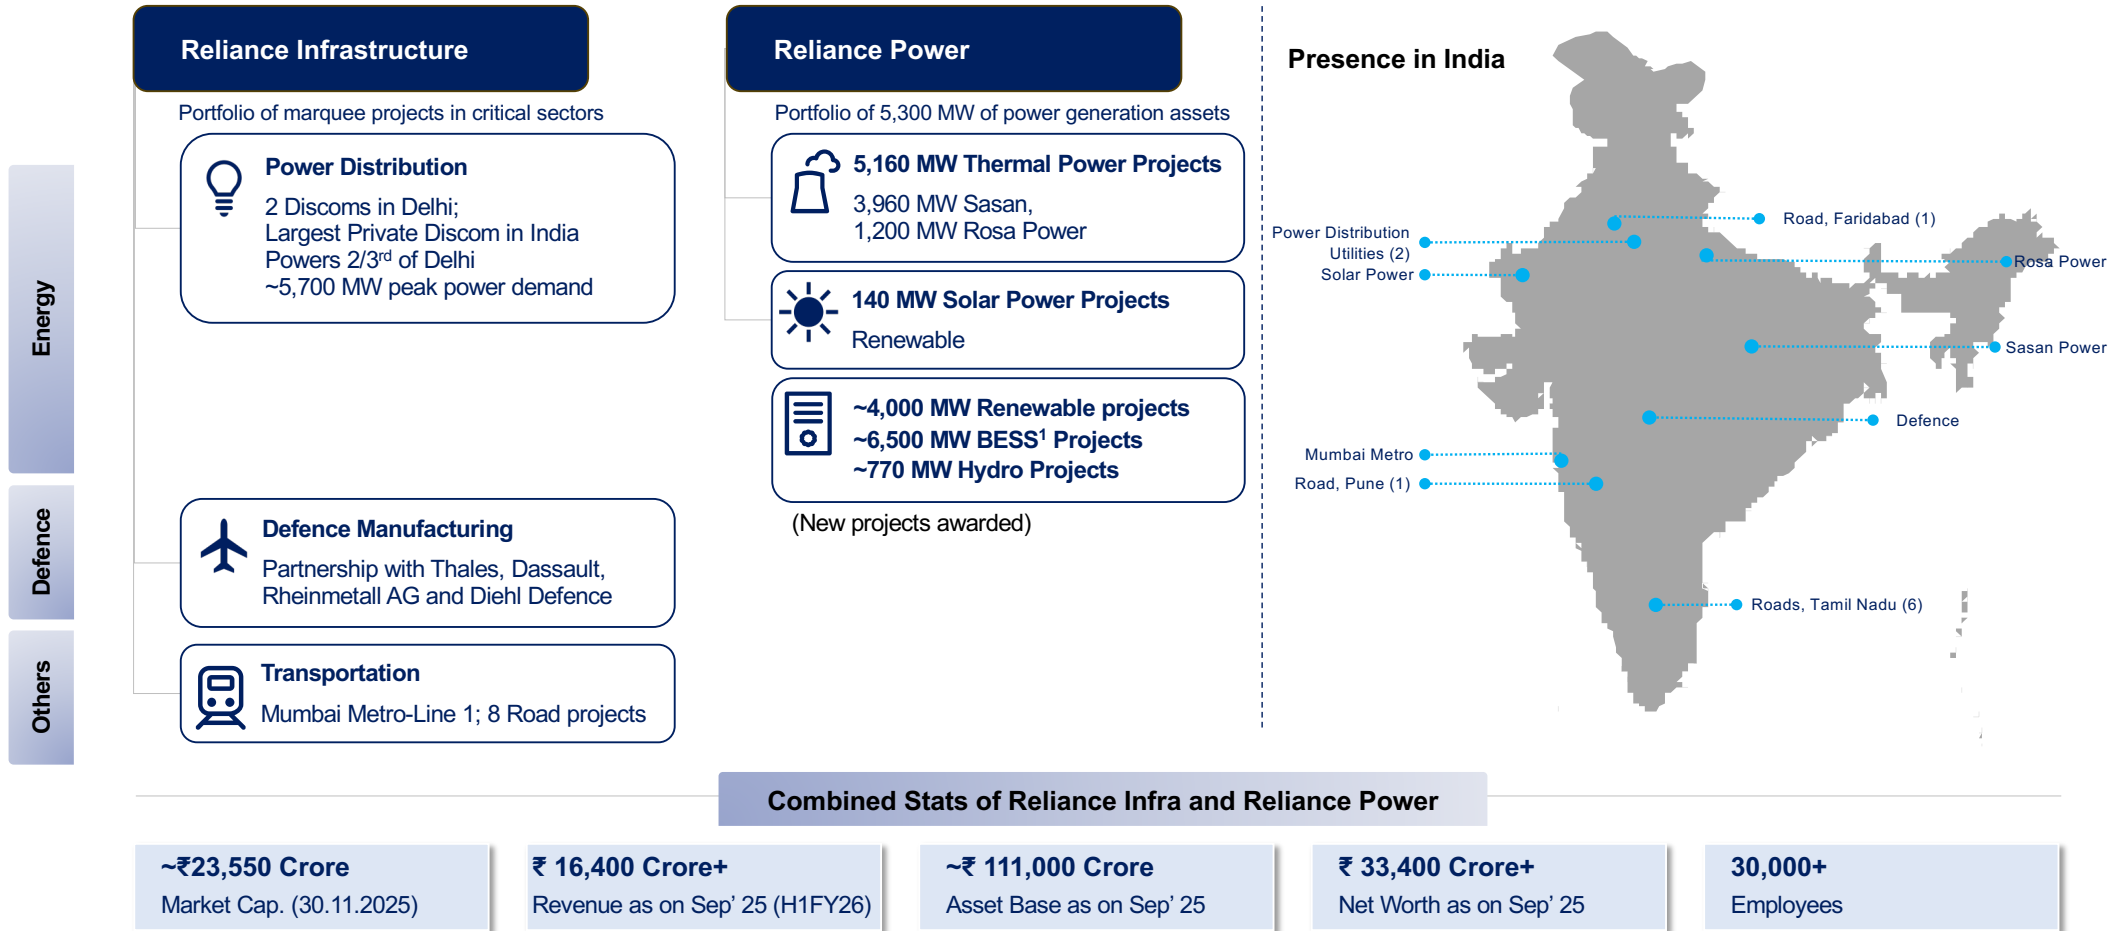 Reliance Infrastructure
Portfolio of marquee projects in critical sectors
Energy
Power Distribution
2 Discoms in Delhi;
Largest Private Discom in India
Powers 2/3rd of Delhi
~5,700 MW peak power demand
Defence
Defence Manufacturing
Partnership with Thales, Dassault,
Rheinmetall AG and Diehl Defence
Others
Transportation
Mumbai Metro-Line 1; 8 Road projects
Reliance Power
Portfolio of 5,300 MW of power generation assets
5,160 MW Thermal Power Projects
3,960 MW Sasan,
1,200 MW Rosa Power
140 MW Solar Power Projects
Renewable
~4,000 MW Renewable projects
~6,500 MW BESS¹ Projects
~770 MW Hydro Projects
(New projects awarded)
Presence in India
Road, Faridabad (1)
Power Distribution
Utilities (2)
Solar Power
Rosa Power
Sasan Power
Defence
Mumbai Metro
Road, Pune (1)
Roads, Tamil Nadu (6)
Combined Stats of Reliance Infra and Reliance Power
~₹23,550 Crore
Market Cap. (30.11.2025)
₹ 16,400 Crore+
Revenue as on Sep’ 25 (H1FY26)
~₹ 111,000 Crore
Asset Base as on Sep’ 25
₹ 33,400 Crore+
Net Worth as on Sep’ 25
30,000+
Employees